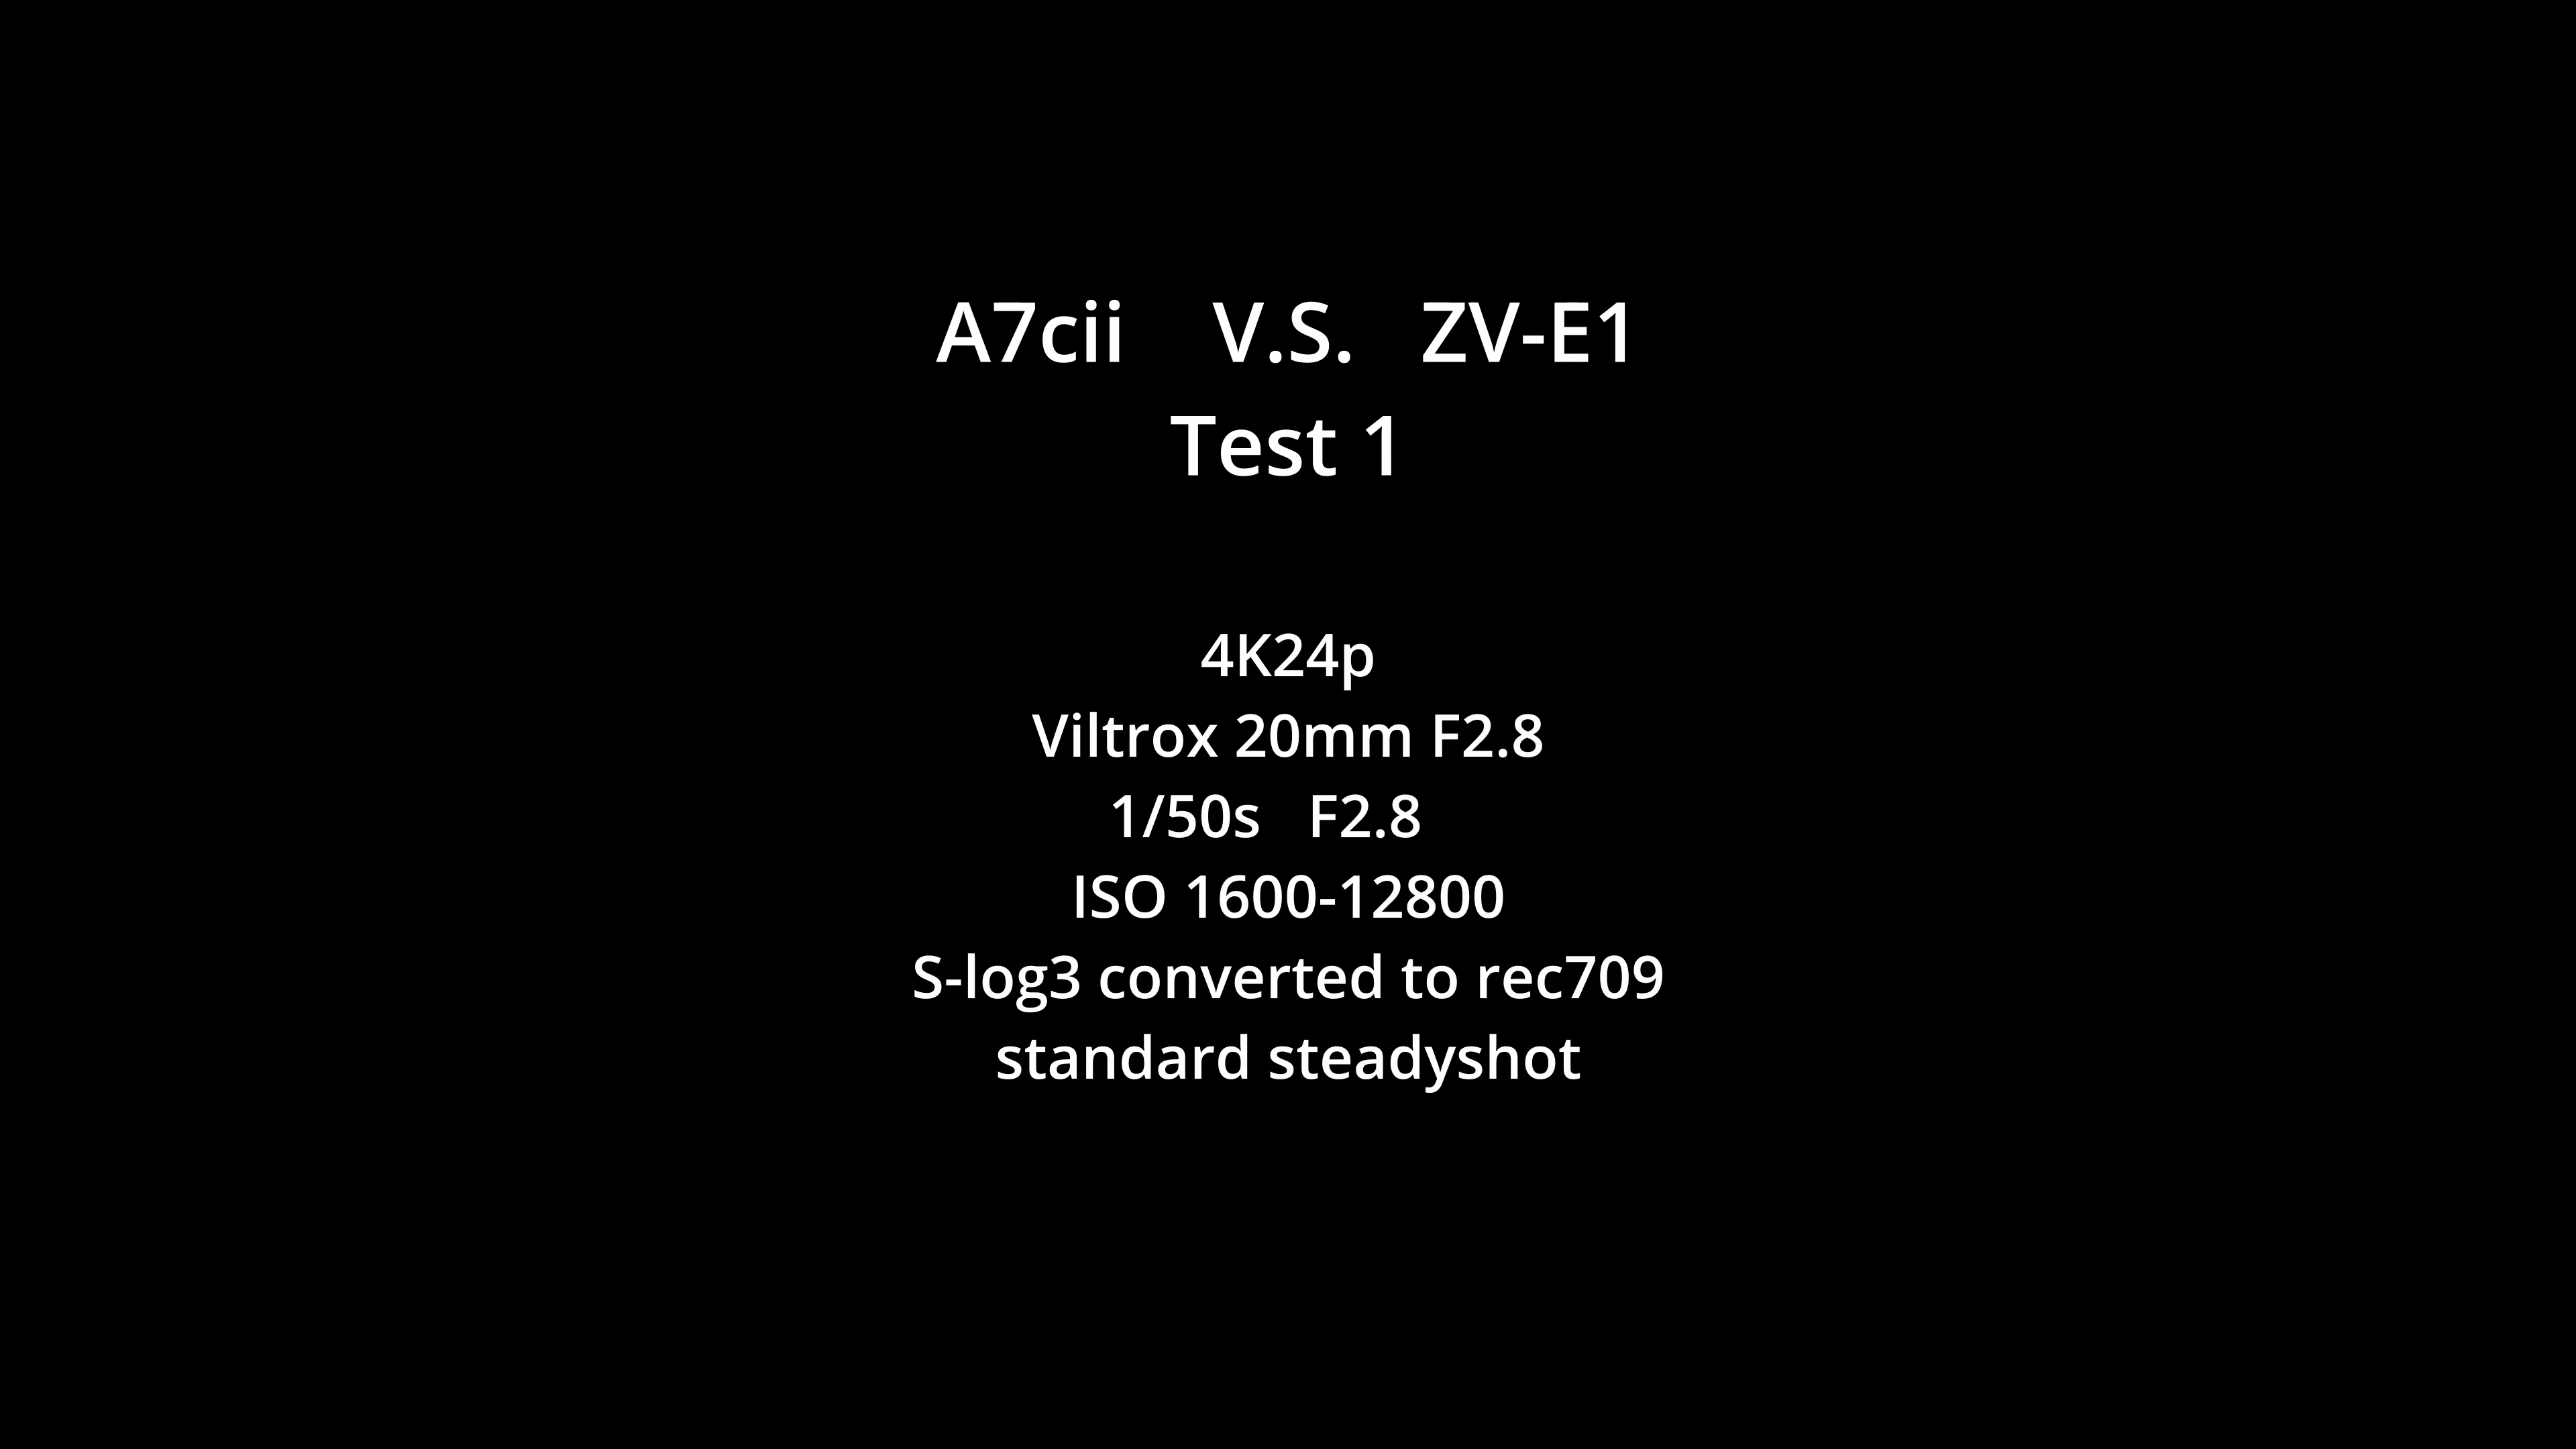 A7cii V.S. ZV-E1
Test 1
4K24p
Viltrox 20mm F2.8
1/50s F2.8
ISO 1600-12800
S-log3 converted to rec709
standard steadyshot